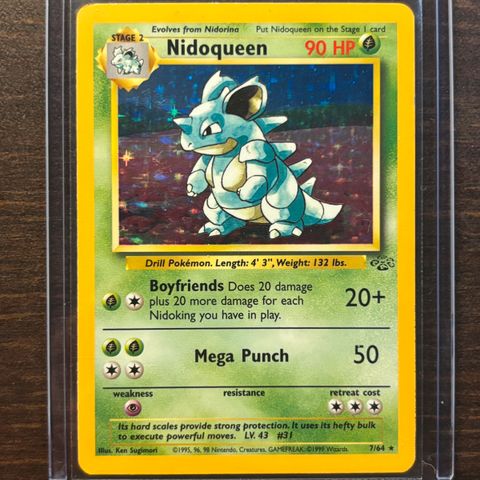 Evolves from Nidorina Put Nidoqueen on the Stage 1 card
STAGE 2
Nidoqueen 90 HP
Drill Pokémon. Length: 4' 3", Weight: 132 lbs.
Boyfriends Does 20 damage
plus 20 more damage for each
Nidoking you have in play.
20+
Mega Punch 50
weakness resistance retreat cost
Its hard scales provide strong protection. It uses its hefty bulk
to execute powerful moves. LV. 43 #31
Illus. Ken Sugimori ©1995, 96, 98 Nintendo, Creatures, GAMEFREAK ©1999 Wizards. 7/64 ★